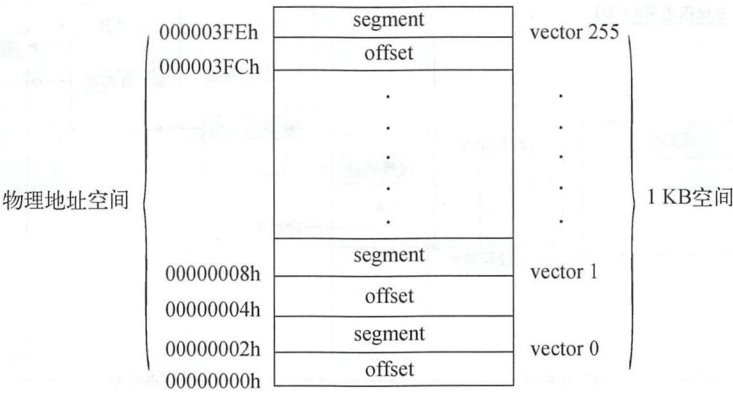 segment
000003FEh
vector 255
offset
000003FCh
物理地址空间
1 KB空间
segment
00000008h
vector 1
offset
00000004h
segment
00000002h
vector 0
offset
00000000h